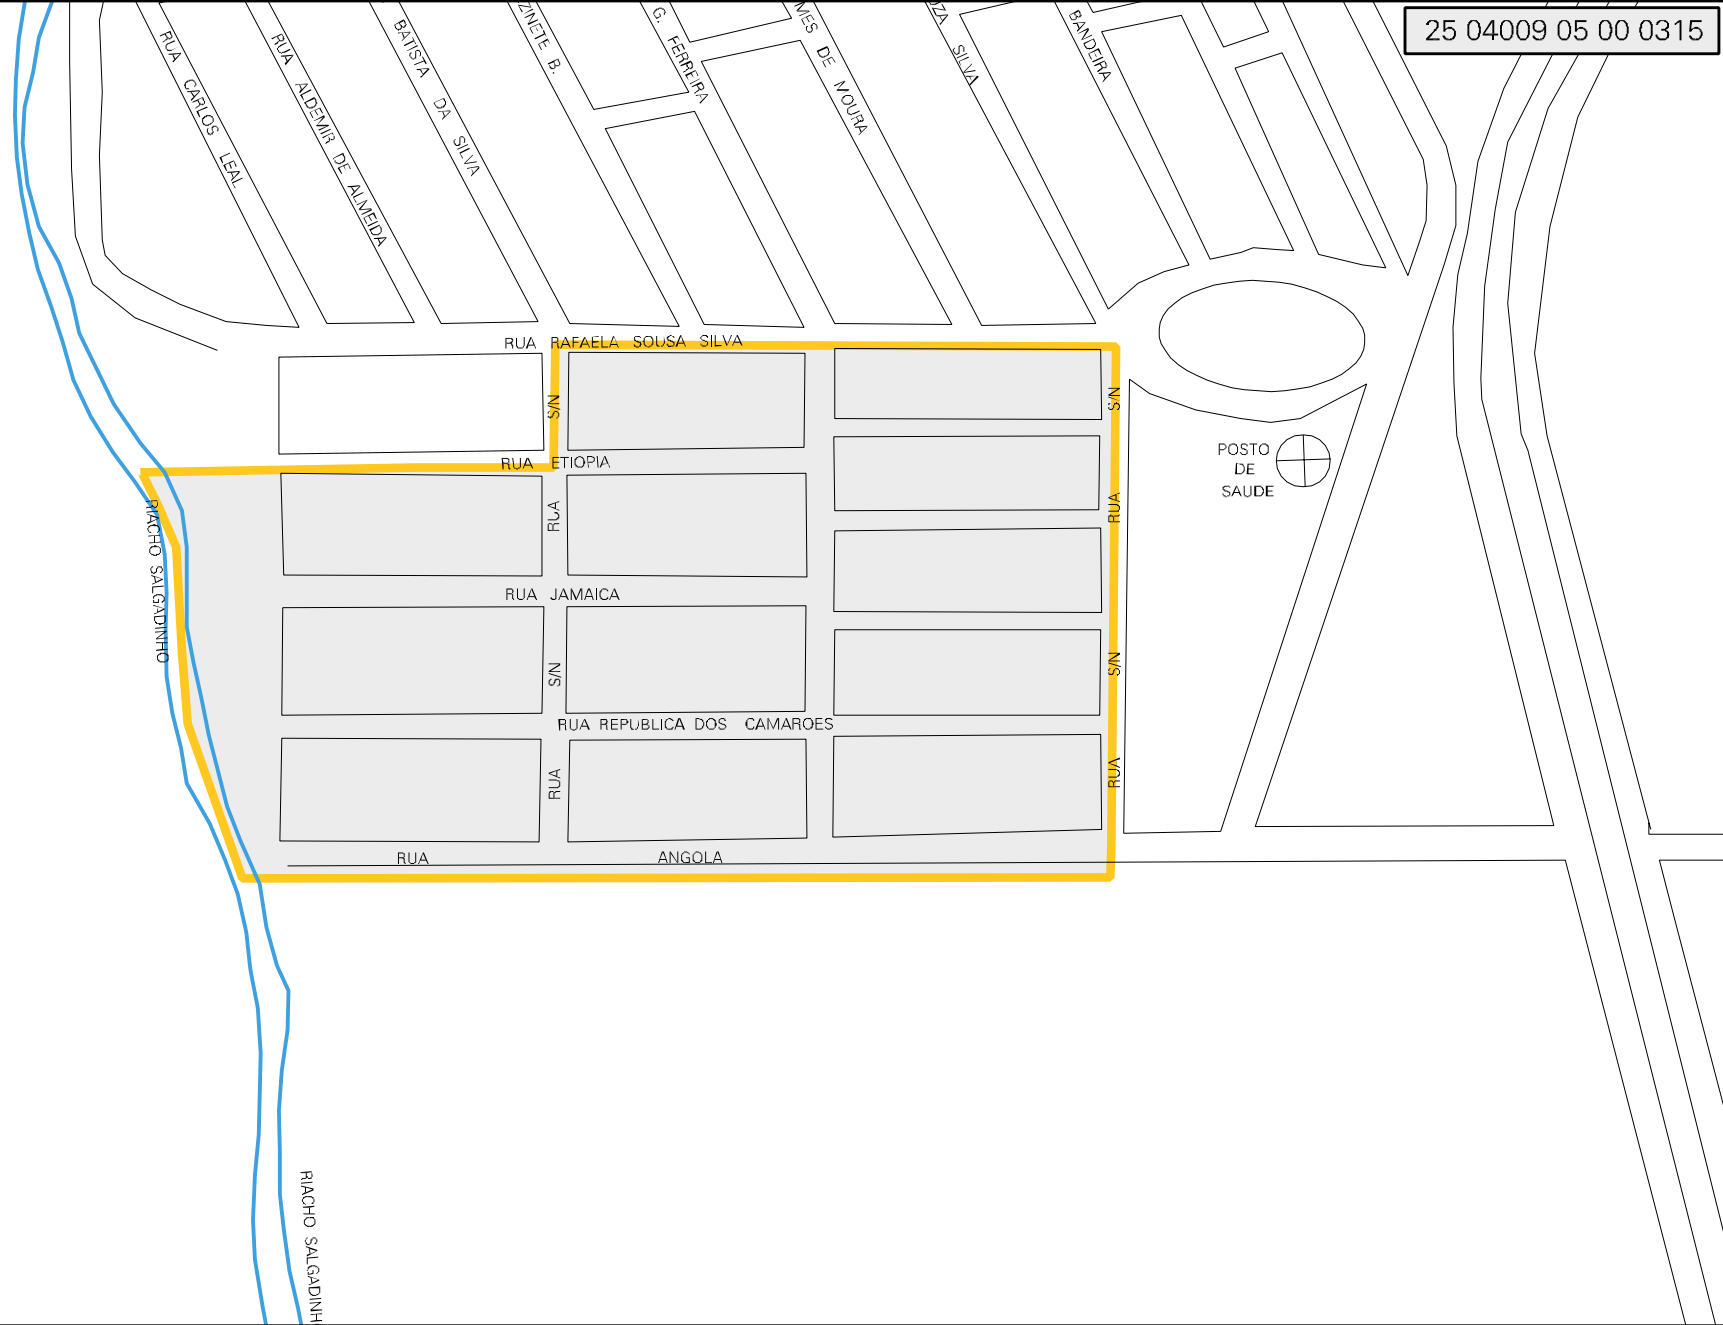 25 04009 05 00 0315
RUA CARLOS LEAL
RUA ALDEMIR DE ALMEIDA
BATISTA DA SILVA
ZINETE B.
G. FERREIRA
MES DE MOURA
OZA SILVA
BANDEIRA
RUA RAFAELA SOUSA SILVA
S/N
S/N
RUA ETIOPIA
POSTO
DE
SAUDE
RUA
RUA
RIACHO SALGADINHO
RUA JAMAICA
S/N
S/N
RUA REPUBLICA DOS CAMAROES
RUA
RUA
RUA ANGOLA
RIACHO SALGADINH